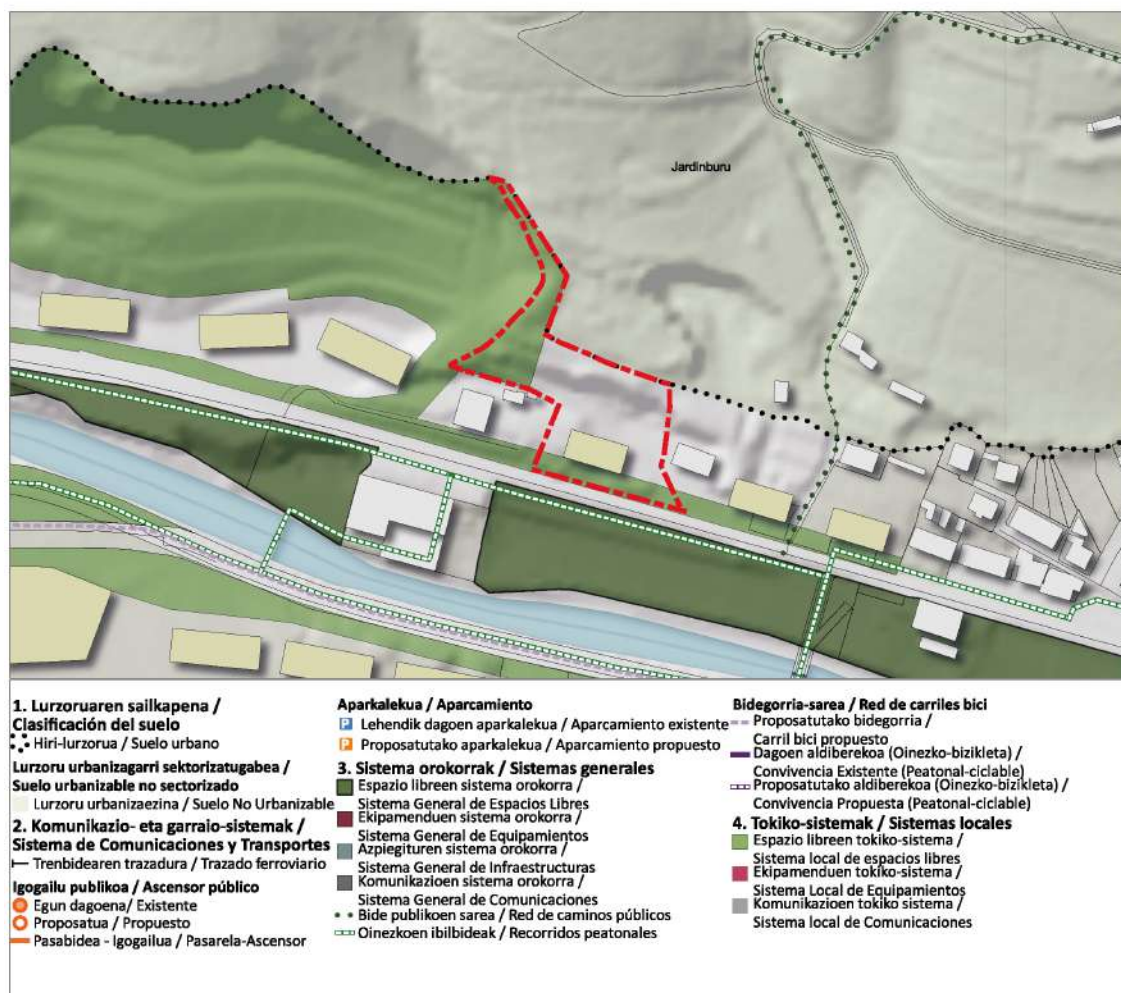 Jardinburu
1. Lurzoruaren sailkapena /
Clasificación del suelo
Hiri-lurzorua / Suelo urbano
Lurzoru urbanizagarri sektorizatugabea /
Suelo urbanizable no sectorizado
Lurzoru urbanizaezina / Suelo No Urbanizable
2. Komunikazio- eta garraio-sistemak /
Sistema de Comunicaciones y Transportes
Trenbidearen trazadura / Trazado ferroviario
Igogailu publikoa / Ascensor público
Egun dagoena/ Existente
Proposatua / Propuesto
Pasabidea - Igogailua / Pasarela-Ascensor
Aparkalekua / Aparcamiento
P Lehendik dagoen aparkalekua / Aparcamiento existente
P Proposatutako aparkalekua / Aparcamiento propuesto
3. Sistema orokorrak / Sistemas generales
Espazio libreen sistema orokorra /
Sistema General de Espacios Libres
Ekipamenduen sistema orokorra /
Sistema General de Equipamientos
Azpiegituren sistema orokorra /
Sistema General de Infraestructuras
Komunikazioen sistema orokorra /
Sistema General de Comunicaciones
Bide publikoen sarea / Red de caminos públicos
Oinezkoen ibilbideak / Recorridos peatonales
Bidegorria-sarea / Red de carriles bici
Proposatutako bidegorria /
Carril bici propuesto
Dagoen aldiberekoa (Oinezko-bizikleta) /
Convivencia Existente (Peatonal-ciclable)
Proposatutako aldiberekoa (Oinezko-bizikleta) /
Convivencia Propuesta (Peatonal-ciclable)
4. Tokiko-sistemak / Sistemas locales
Espazio libreen tokiko-sistema /
Sistema local de espacios libres
Ekipamenduen tokiko-sistema /
Sistema Local de Equipamientos
Komunikazioen tokiko sistema /
Sistema local de Comunicaciones